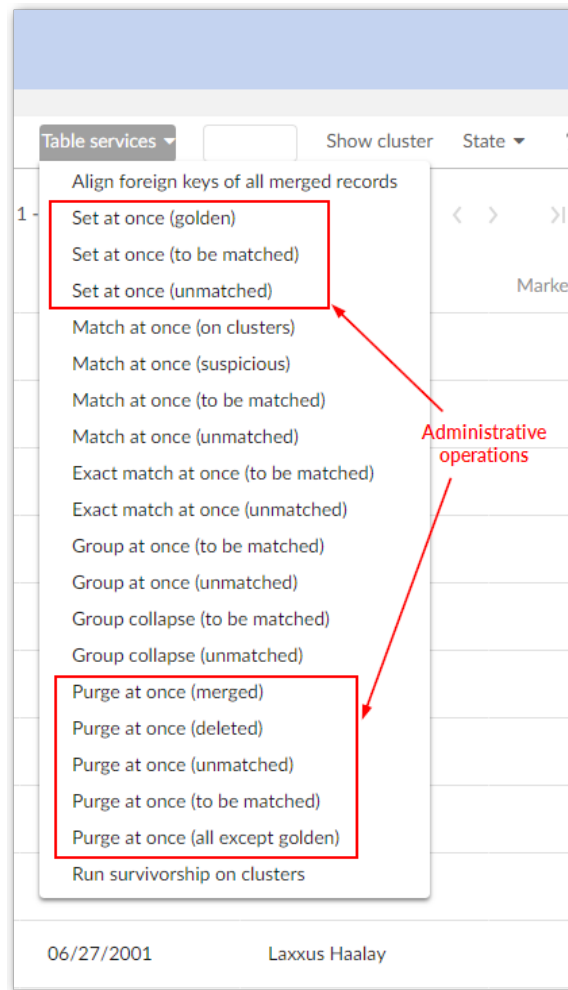 Table services
Show cluster
State
Align foreign keys of all merged records
1 -
Set at once (golden)
Set at once (to be matched)
Set at once (unmatched)
Marke
Match at once (on clusters)
Match at once (suspicious)
Match at once (to be matched)
Match at once (unmatched)
Administrative
operations
Exact match at once (to be matched)
Exact match at once (unmatched)
Group at once (to be matched)
Group at once (unmatched)
Group collapse (to be matched)
Group collapse (unmatched)
Purge at once (merged)
Purge at once (deleted)
Purge at once (unmatched)
Purge at once (to be matched)
Purge at once (all except golden)
Run survivorship on clusters
06/27/2001
Laxxus Haalay